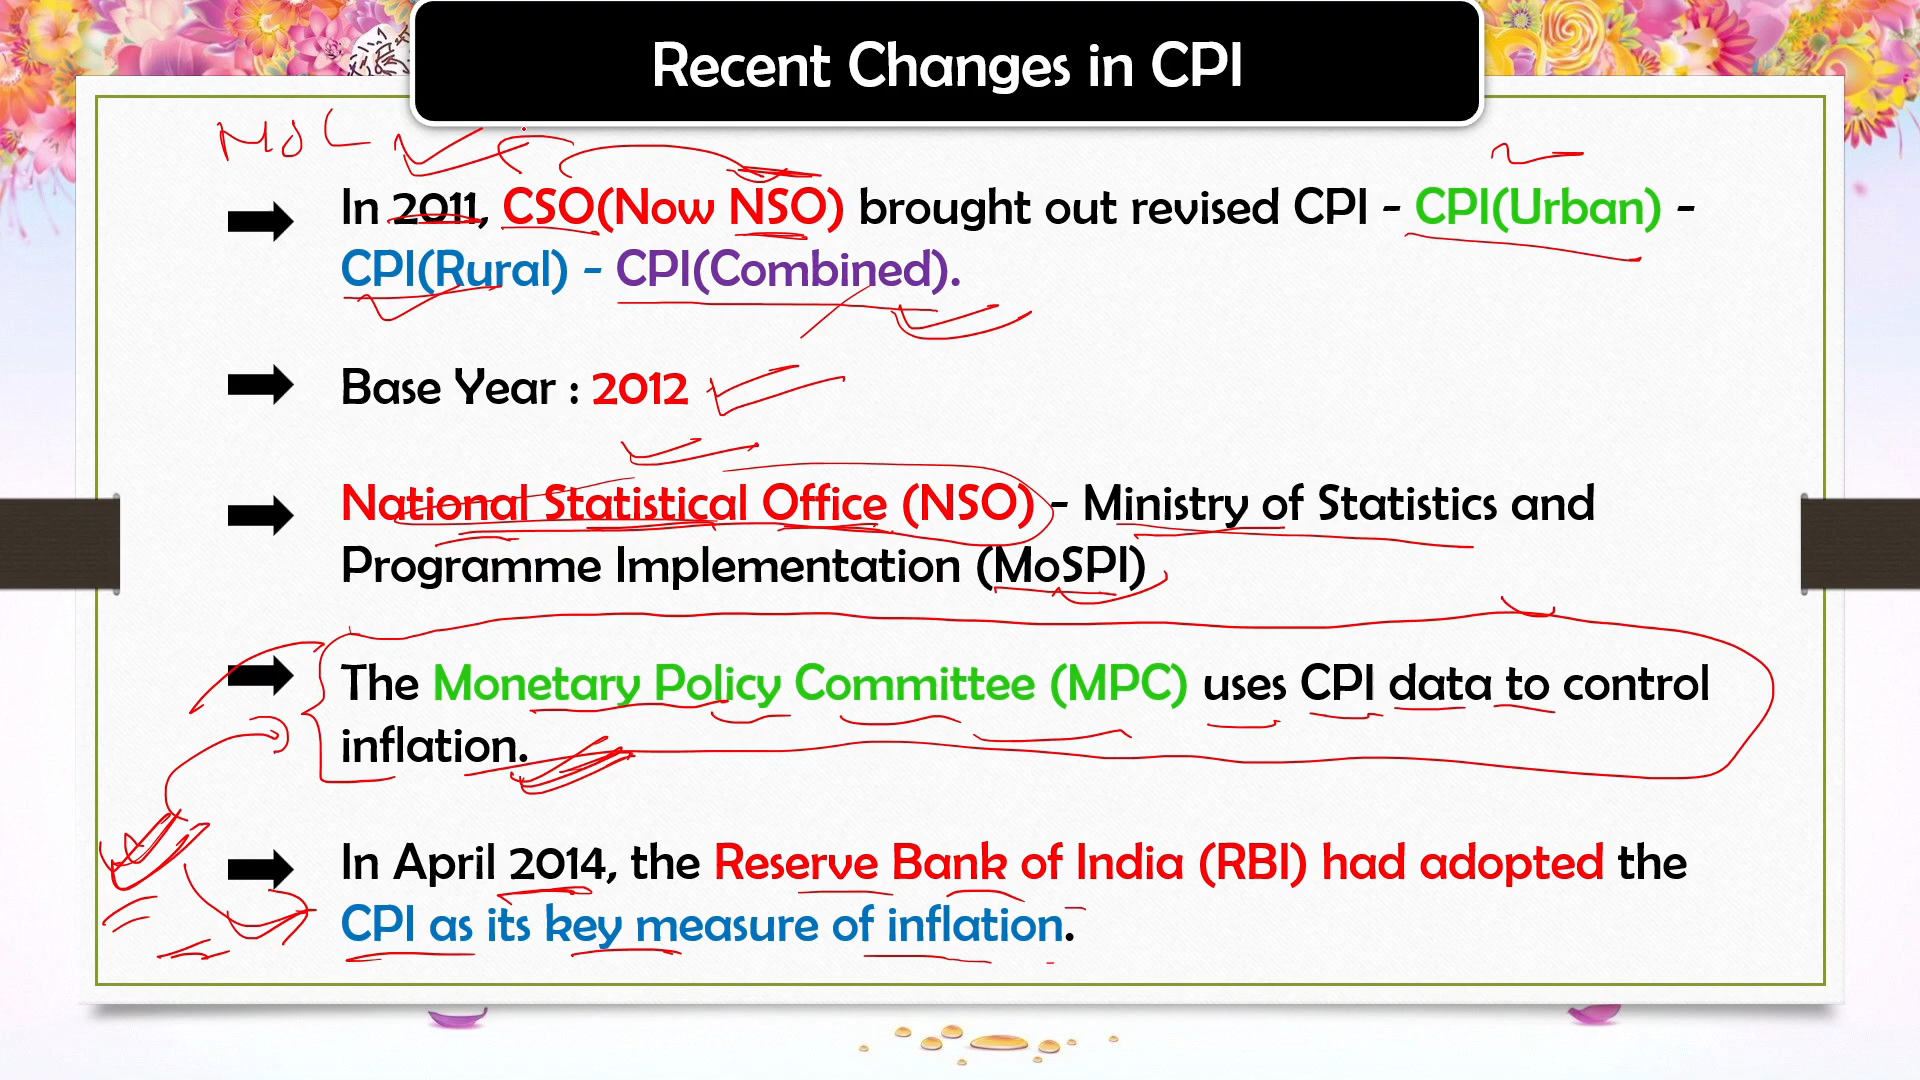 Recent Changes in CPI
MoC
In 2011, CSO(Now NSO) brought out revised CPI - CPI(Urban) -
CPI(Rural) - CPI(Combined).
Base Year : 2012
National Statistical Office (NSO) - Ministry of Statistics and
Programme Implementation (MoSPI)
The Monetary Policy Committee (MPC) uses CPI data to control
inflation.
In April 2014, the Reserve Bank of India (RBI) had adopted the
CPI as its key measure of inflation.